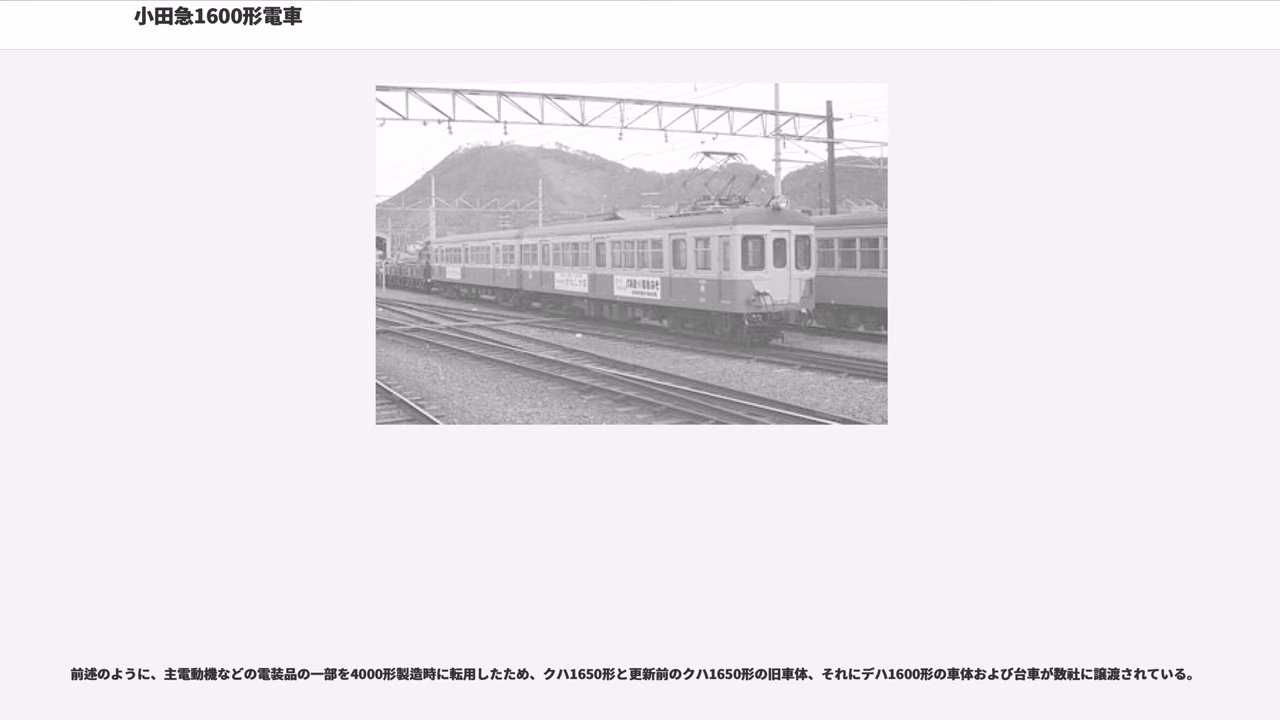 小田急1600形電車
前述のように、主電動機などの電装品の一部を4000形製造時に転用したため、クハ1650形と更新前のクハ1650形の旧車体、それにデハ1600形の車体および台車が数社に譲渡されている。